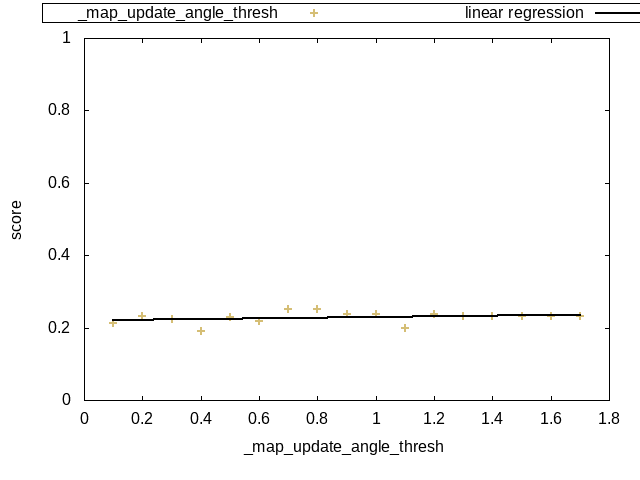 _map_update_angle_thresh linear regression
1
0.8
0.6
0.4
0.2
0
score
0 0.2 0.4 0.6 0.8 1 1.2 1.4 1.6 1.8
_map_update_angle_thresh